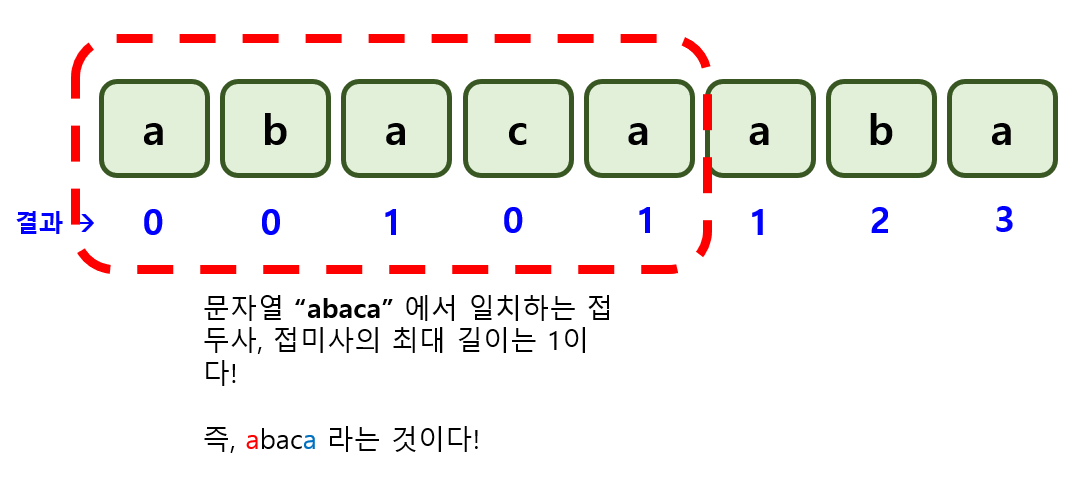 a b a c a a b a
결과 → 0 0 1 0 1 1 2 3
문자열 “abaca” 에서 일치하는 접
두사, 접미사의 최대 길이는 1이
다!
즉, abaca 라는 것이다!